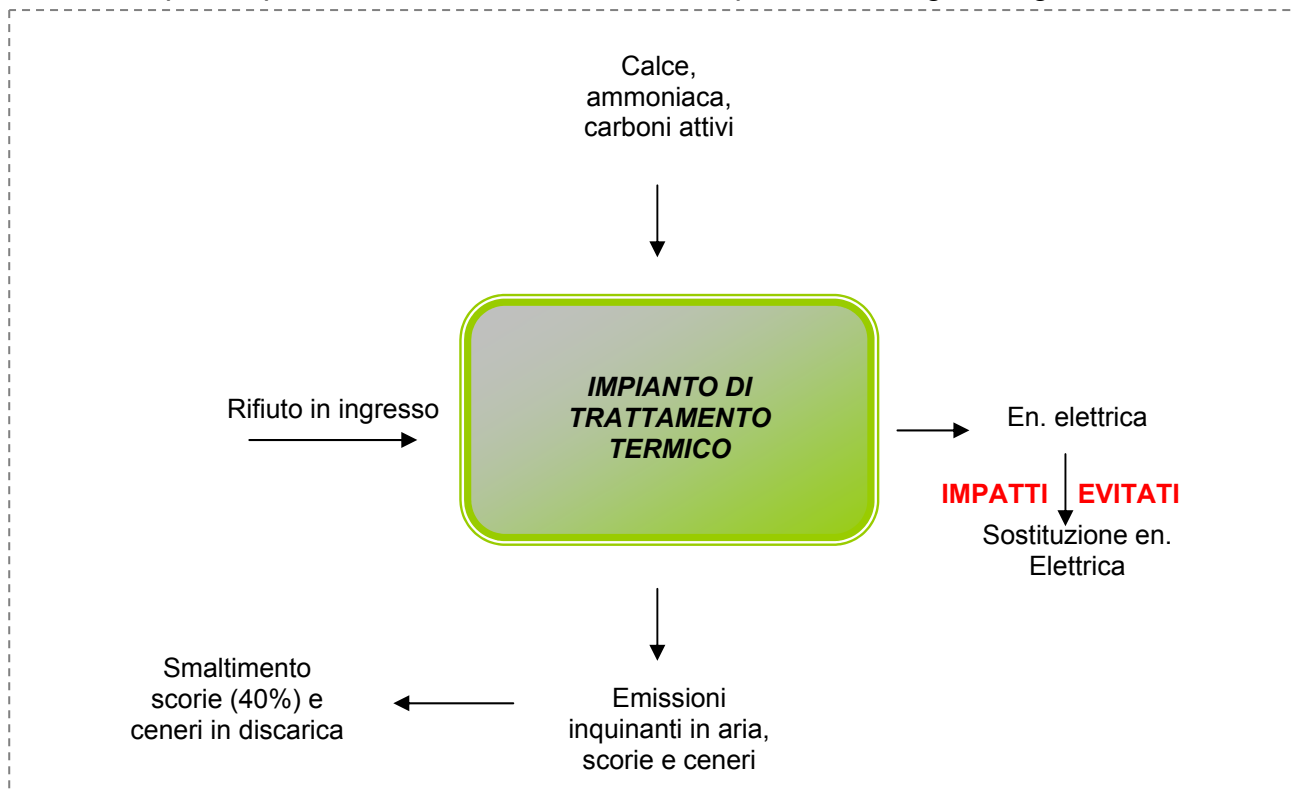 Calce,
ammoniaca,
carboni attivi
Rifiuto in ingresso
IMPIANTO DI
TRATTAMENTO
TERMICO
En. elettrica
IMPATTI EVITATI
Sostituzione en.
Elettrica
Smaltimento
scorie (40%) e
ceneri in discarica
Emissioni
inquinanti in aria,
scorie e ceneri